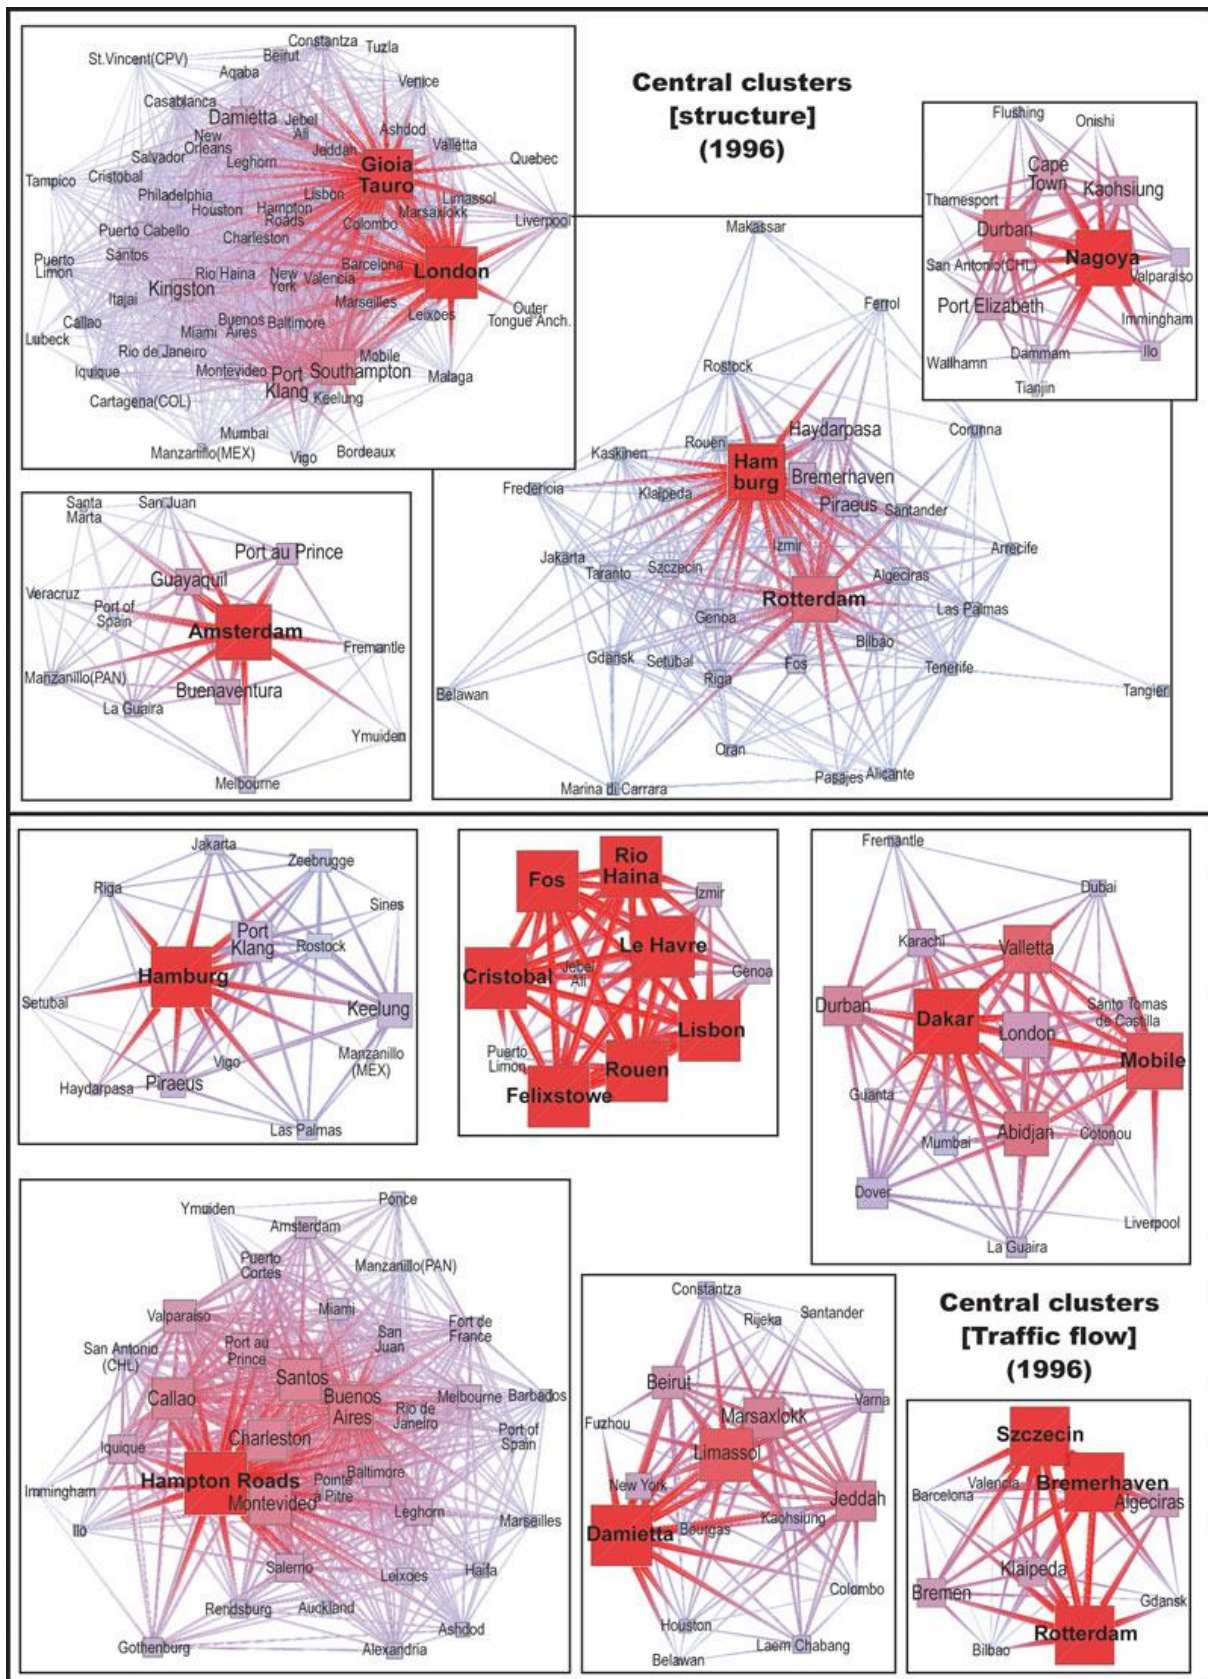 Central clusters
[structure]
(1996)
Constantza
Tuzla
St.Vincent(CPV)
Beirut
Aqaba
Venice
Casablanca
Damietta
Jebel
Ali
Ashdod
New
Orleans
Jeddah
Valletta
Salvador
Leghorn
Gioia
Tauro
Quebec
Tampico
Cristobal
Philadelphia
Lisbon
Limassol
Houston
Hampton
Roads
Marsaxlokk
Colombo
Liverpool
Puerto Cabello
Charleston
Santos
Puerto
Limon
Barcelona
London
Rio Haina
New
York
Valencia
Kingston
Itajai
Marseilles
Leixoes
Outer
Tongue Anch.
Callao
Buenos
Aires
Baltimore
Miami
Lubeck
Rio de Janeiro
Mobile
Iquique
Montevideo
Port
Klang
Southampton
Malaga
Keelung
Cartagena(COL)
Mumbai
Manzanillo(MEX)
Vigo
Bordeaux
Flushing
Onishi
Cape
Town
Kaohsiung
Thamesport
Durban
Nagoya
San Antonio(CHL)
Valparaiso
Port Elizabeth
Immingham
Wallhamn
Dammam
Ilo
Tianjin
Makassar
Ferrol
Rostock
Haydarpasa
Corunna
Rouen
Kaskinen
Ham
burg
Bremerhaven
Fredericia
Klaipeda
Piraeus
Santander
Izmir
Arrecife
Jakarta
Taranto
Szczecin
Algeciras
Rotterdam
Las Palmas
Genoa
Bilbao
Gdansk
Setubal
Fos
Tenerife
Riga
Belawan
Tangier
Oran
Pasajes
Alicante
Marina di Carrara
Santa
Marta
San Juan
Port au Prince
Guayaquil
Veracruz
Port of
Spain
Amsterdam
Fremantle
Manzanillo(PAN)
Buenaventura
La Guaira
Ymuiden
Melbourne
Jakarta
Zeebrugge
Riga
Sines
Port
Klang
Rostock
Hamburg
Setubal
Keelung
Vigo
Manzanillo
(MEX)
Haydarpasa
Piraeus
Las Palmas
Rio
Haina
Fos
Izmir
Le Havre
Cristobal
Jebel
Ali
Genoa
Lisbon
Puerto
Limon
Rouen
Felixstowe
Fremantle
Dubai
Karachi
Valletta
Durban
Dakar
London
Santo Tomas
de Castilla
Mobile
Guanta
Mumbai
Abidjan
Cotonou
Dover
Liverpool
La Guaira
Ymuiden
Ponce
Amsterdam
Puerto
Cortes
Manzanillo(PAN)
Valparaiso
Miami
Fort de
France
San Antonio
(CHL)
Port au
Prince
San
Juan
Santos
Callao
Buenos
Aires
Melbourne
Barbados
Rio de
Janeiro
Charleston
Port of
Spain
Iquique
Baltimore
Hampton Roads
Pointe
a Pitre
Immingham
Montevideo
Leghorn
Marseilles
Ilo
Salerno
Leixoes
Haifa
Rendsburg
Auckland
Ashdod
Gothenburg
Alexandria
Constantza
Rijeka
Santander
Beirut
Varna
Marsaxlokk
Fuzhou
Limassol
New York
Jeddah
Damietta
Bourgas
Kaohsiung
Colombo
Houston
Laem Chabang
Belawan
Central clusters
[Traffic flow]
(1996)
Szczecin
Valencia
Bremerhaven
Barcelona
Algeciras
Klaipeda
Bremen
Gdansk
Rotterdam
Bilbao